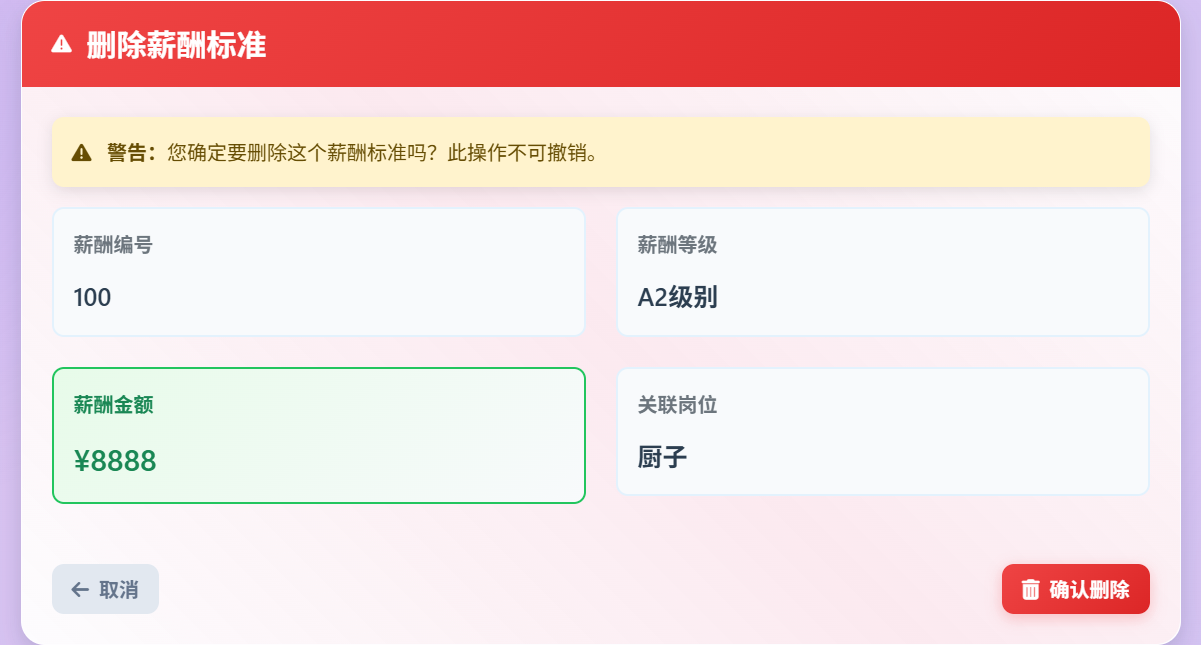 删除薪酬标准
警告：您确定要删除这个薪酬标准吗？此操作不可撤销。
薪酬编号
100
薪酬等级
A2级别
薪酬金额
¥8888
关联岗位
厨子
取消
确认删除